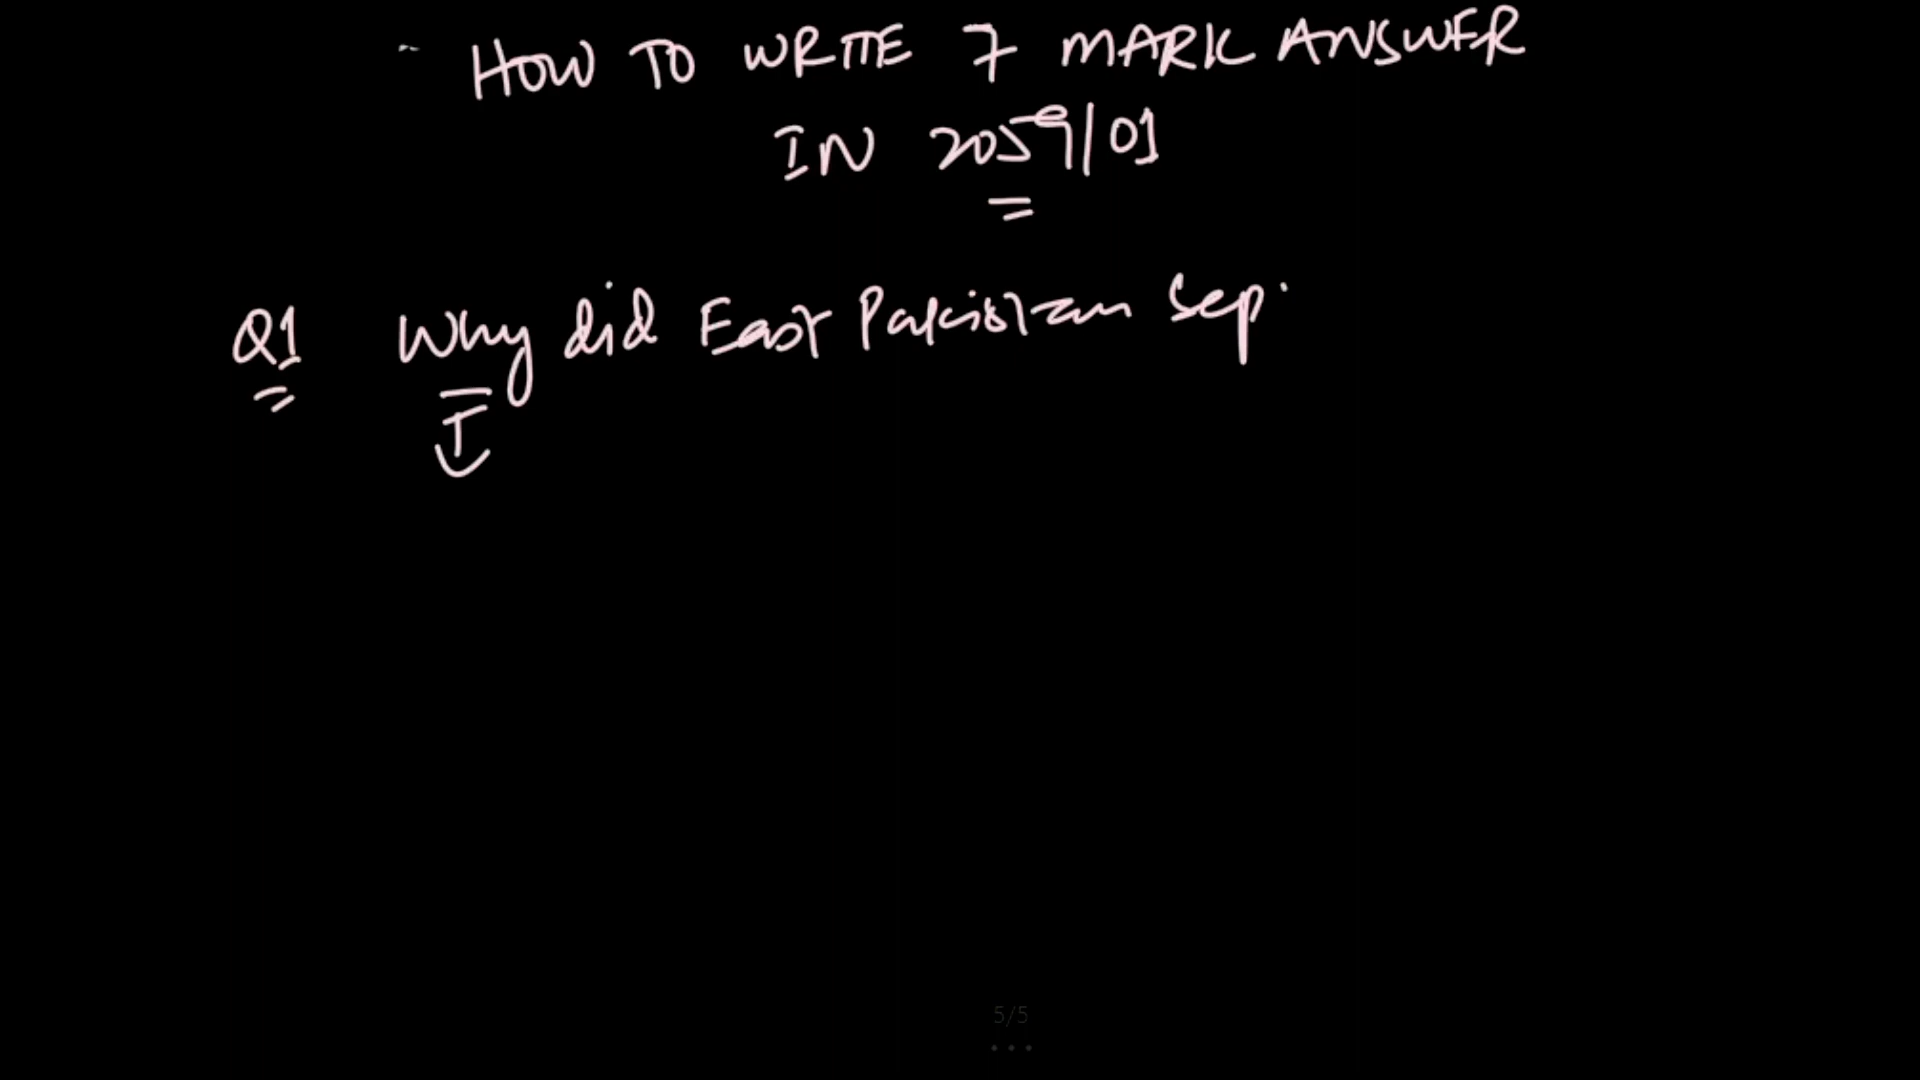 HOW TO WRITE 7 MARK ANSWER
IN 2059/01
Q1 Why did East Pakistan Sep.
5/5